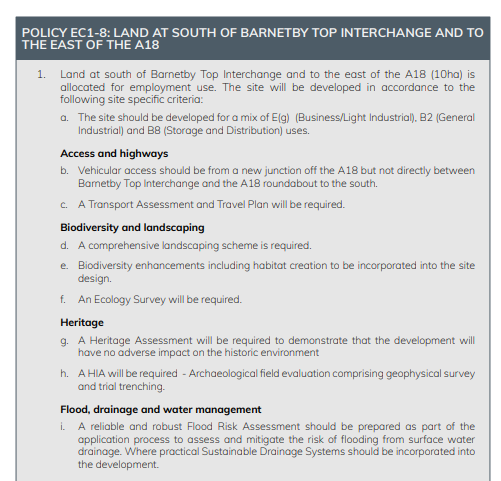 POLICY EC1-8: LAND AT SOUTH OF BARNETBY TOP INTERCHANGE AND TO
THE EAST OF THE A18
1. Land at south of Barnetby Top Interchange and to the east of the A18 (10ha) is
allocated for employment use. The site will be developed in accordance to the
following site specific criteria:
a. The site should be developed for a mix of E(g) (Business/Light Industrial), B2 (General
Industrial) and B8 (Storage and Distribution) uses.
Access and highways
b. Vehicular access should be from a new junction off the A18 but not directly between
Barnetby Top Interchange and the A18 roundabout to the south.
c. A Transport Assessment and Travel Plan will be required.
Biodiversity and landscaping
d. A comprehensive landscaping scheme is required.
e. Biodiversity enhancements including habitat creation to be incorporated into the site
design.
f. An Ecology Survey will be required.
Heritage
g. A Heritage Assessment will be required to demonstrate that the development will
have no adverse impact on the historic environment
h. A HIA will be required - Archaeological field evaluation comprising geophysical survey
and trial trenching.
Flood, drainage and water management
i. A reliable and robust Flood Risk Assessment should be prepared as part of the
application process to assess and mitigate the risk of flooding from surface water
drainage. Where practical Sustainable Drainage Systems should be incorporated into
the development.